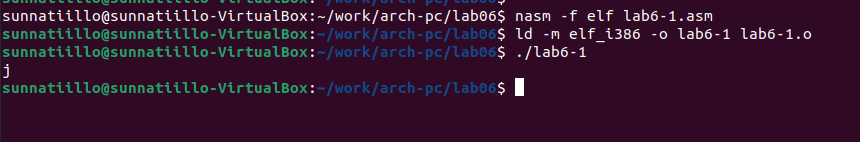 sunnatiillo@sunnatiillo-VirtualBox:~/work/arch-pc/lab06$ nasm -f elf lab6-1.asm
sunnatiillo@sunnatiillo-VirtualBox:~/work/arch-pc/lab06$ ld -m elf_i386 -o lab6-1 lab6-1.o
sunnatiillo@sunnatiillo-VirtualBox:~/work/arch-pc/lab06$ ./lab6-1
j
sunnatiillo@sunnatiillo-VirtualBox:~/work/arch-pc/lab06$